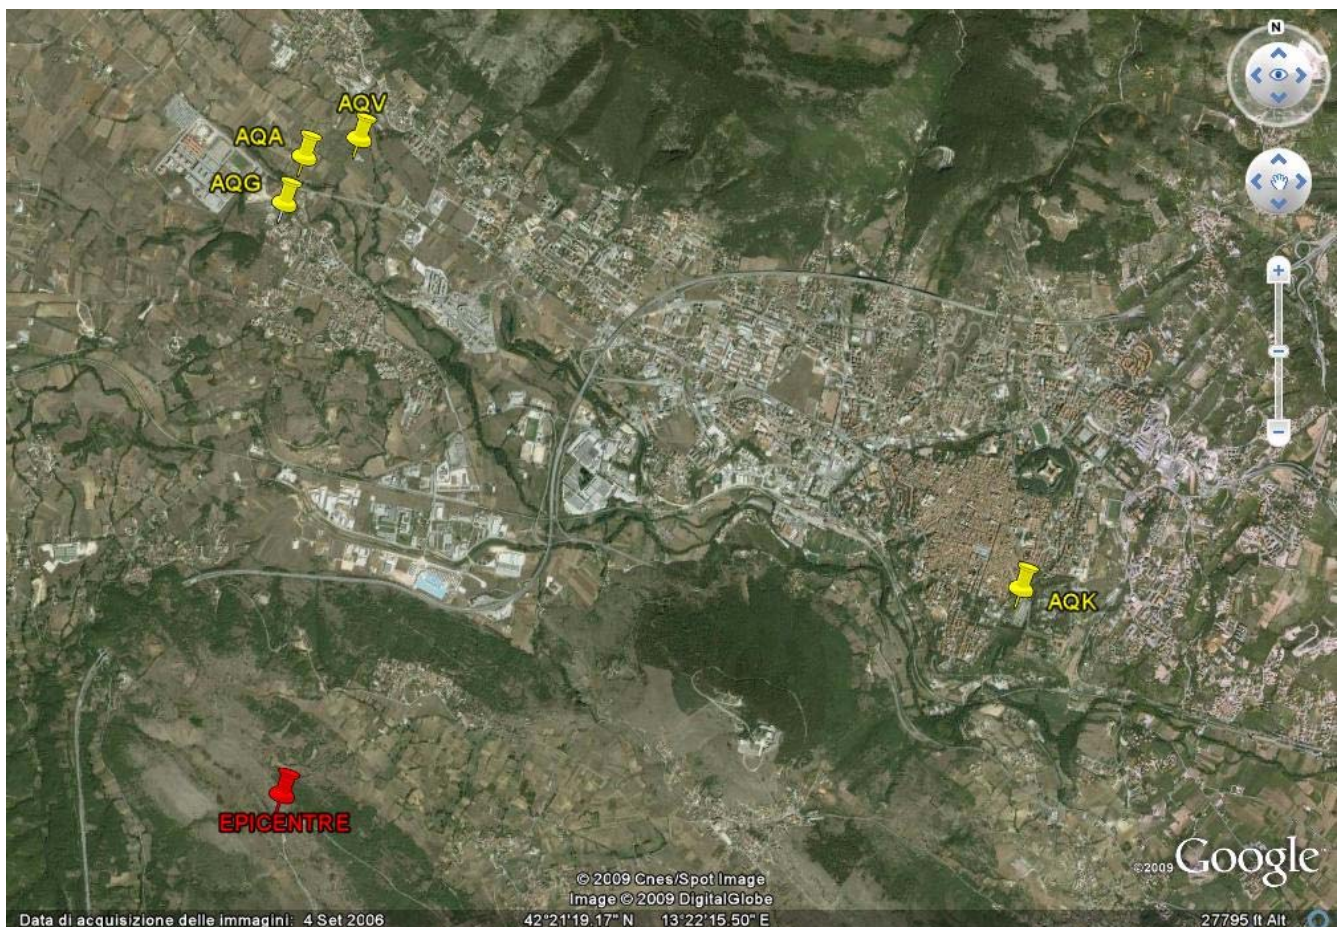 N
AQV
AQA
AQG
AQK
EPICENTRE
©2009 Google
© 2009 Cnes/Spot Image
Image © 2009 DigitalGlobe
Data di acquisizione delle immagini: 4 Set 2006 42°21'19.17" N 13°22'15.50" E 27795 ft Alt